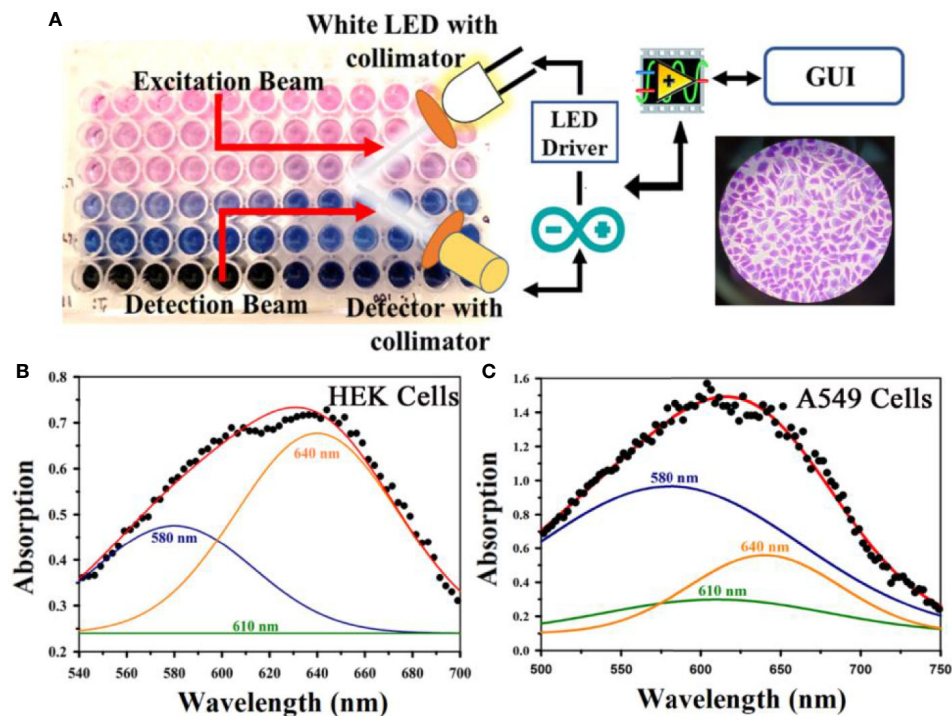 A
White LED with
collimator
Excitation Beam
LED
Driver
GUI
Detection Beam
Detector with
collimator
B
HEK Cells
0.8
0.7
0.6
0.5
0.4
0.3
0.2
Absorption
640 nm
580 nm
610 nm
540 560 580 600 620 640 660 680 700
Wavelength (nm)
C
A549 Cells
1.6
1.4
1.2
1.0
0.8
0.6
0.4
0.2
0.0
Absorption
580 nm
640 nm
610 nm
500 550 600 650 700 750
Wavelength (nm)